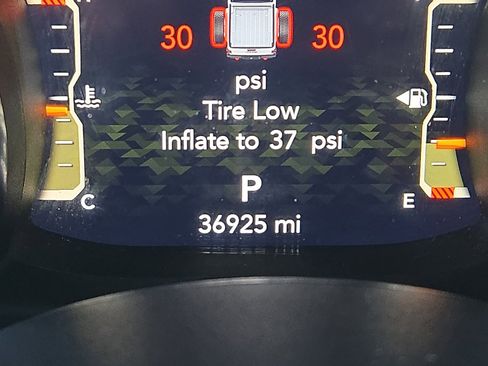 30 30
psi
Tire Low
Inflate to 37 psi
P
C E
36925 mi